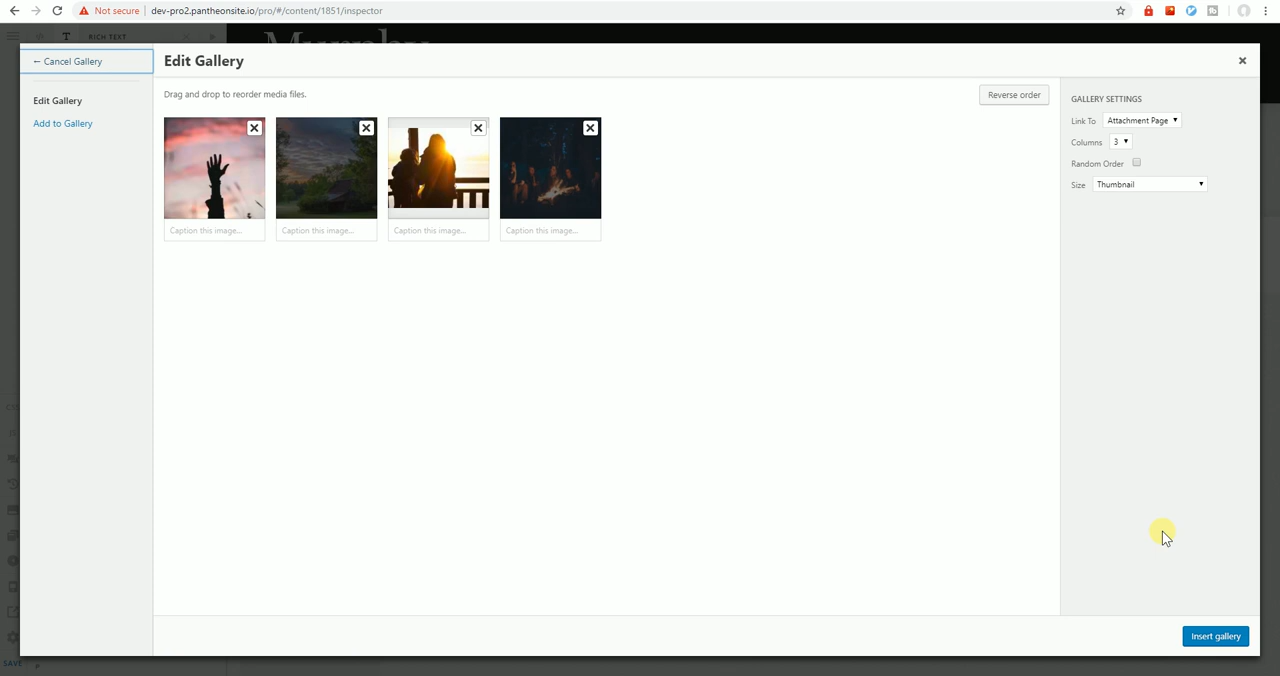 Not secure
dev-pro2.pantheonsite.io/pro/#/content/1851/inspector
RICH TEXT
← Cancel Gallery
Edit Gallery
Edit Gallery
Add to Gallery
Drag and drop to reorder media files.
Reverse order
Caption this image...
Caption this image...
Caption this image...
Caption this image...
GALLERY SETTINGS
Link To Attachment Page
Columns 3
Random Order
Size Thumbnail
Insert gallery
SAVE